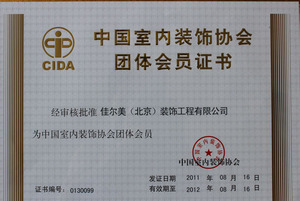 CIDA
中国室内装饰协会
团体会员证书
经审核批准 佳尔美（北京）装饰工程有限公司
为中国室内装饰协会团体会员
中国室内装饰协会
发证日期 2011 年 08 月 16 日
证书编号： 0130099 有效期至 2012 年 08 月 16 日